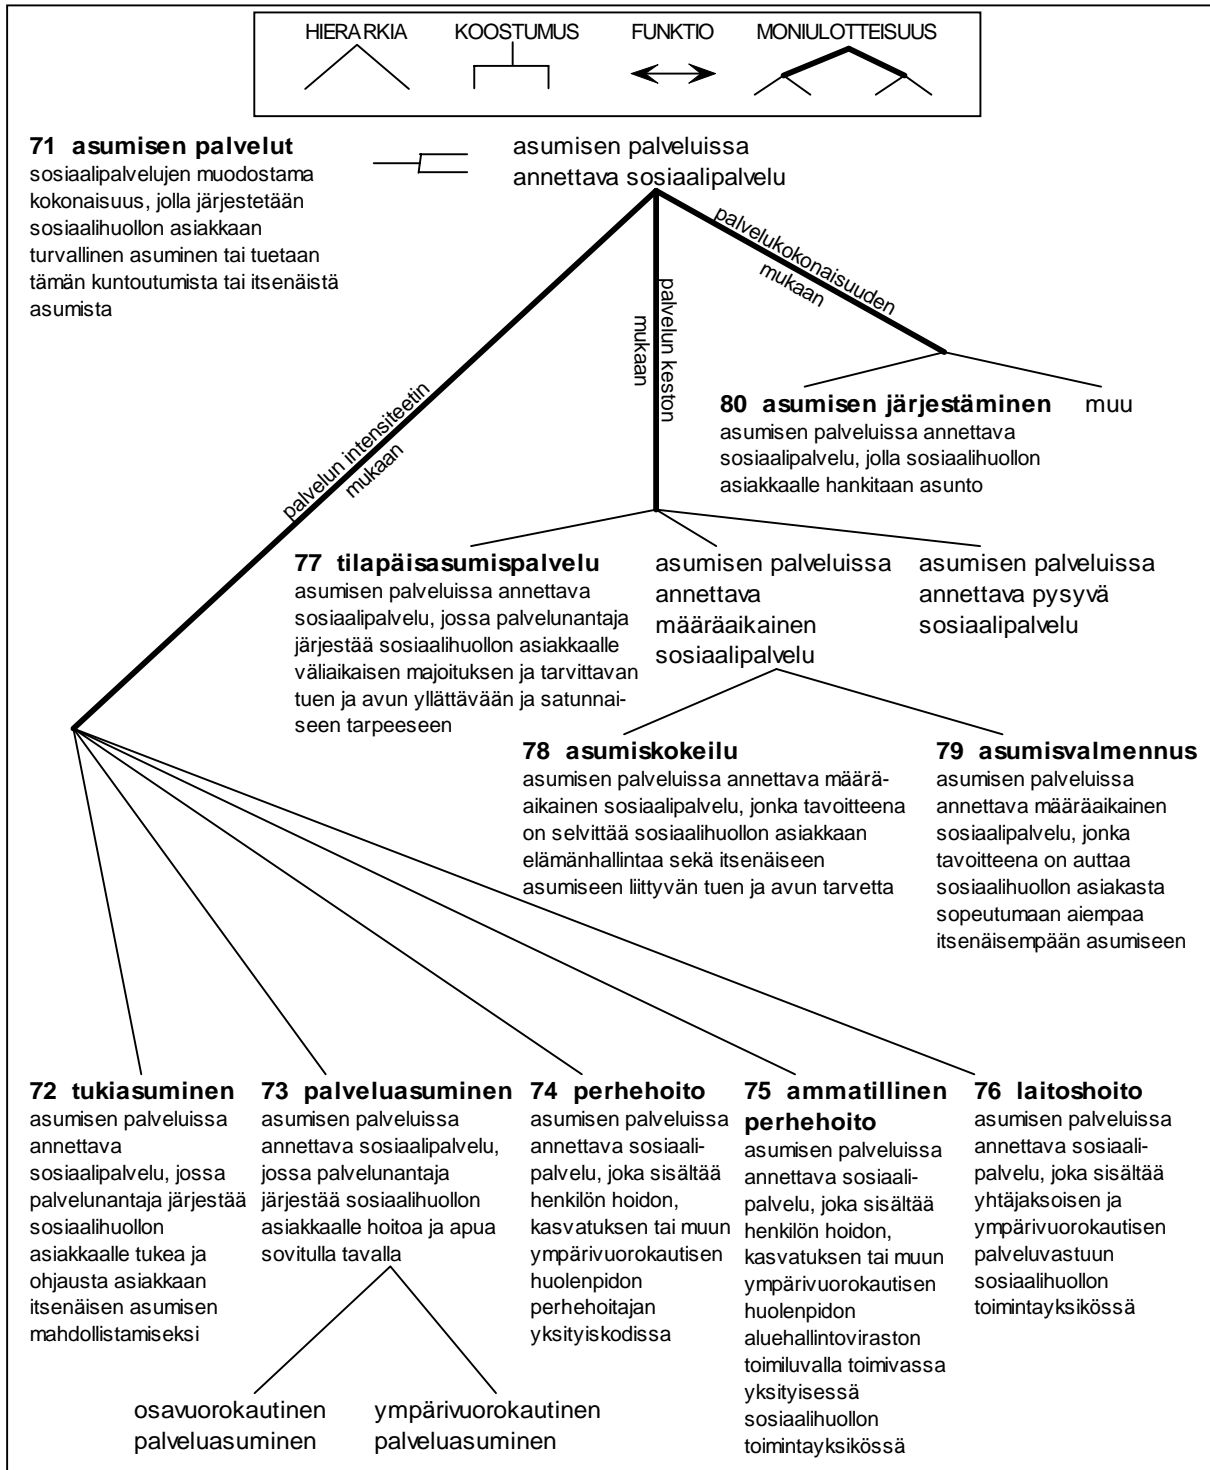 HIERARKIA KOOSTUMUS FUNKTIO MONIULOTTEISUUS
71 asumisen palvelut
sosiaalipalvelujen muodostama
kokonaisuus, jolla järjestetään
sosiaalihuollon asiakkaan
turvallinen asuminen tai tuetaan
tämän kuntoutumista tai itsenäistä
asumista
asumisen palveluissa
annettava sosiaalipalvelu
palvelun intensiteetin
mukaan
palvelun keston
mukaan
palvelukokonaisuuden
mukaan
80 asumisen järjestäminen
asumisen palveluissa annettava
sosiaalipalvelu, jolla sosiaalihuollon
asiakkaalle hankitaan asunto
muu
77 tilapäisasumispalvelu
asumisen palveluissa annettava
sosiaalipalvelu, jossa palvelunantaja
järjestää sosiaalihuollon asiakkaalle
väliaikaisen majoituksen ja tarvittavan
tuen ja avun yllättävään ja satunnai-
seen tarpeeseen
asumisen palveluissa
annettava
määräaikainen
sosiaalipalvelu
asumisen palveluissa
annettava pysyvä
sosiaalipalvelu
78 asumiskokeilu
asumisen palveluissa annettava määrä-
aikainen sosiaalipalvelu, jonka tavoitteena
on selvittää sosiaalihuollon asiakkaan
elämänhallintaa sekä itsenäiseen
asumiseen liittyvän tuen ja avun tarvetta
79 asumisvalmennus
asumisen palveluissa
annettava määräaikainen
sosiaalipalvelu, jonka
tavoitteena on auttaa
sosiaalihuollon asiakasta
sopeutumaan aiempaa
itsenäisempään asumiseen
72 tukiasuminen
asumisen palveluissa
annettava
sosiaalipalvelu, jossa
palvelunantaja järjestää
sosiaalihuollon
asiakkaalle tukea ja
ohjausta asiakkaan
itsenäisen asumisen
mahdollistamiseksi
73 palveluasuminen
asumisen palveluissa
annettava sosiaalipalvelu,
jossa palvelunantaja
järjestää sosiaalihuollon
asiakkaalle hoitoa ja apua
sovitulla tavalla
74 perhehoito
asumisen palveluissa
annettava sosiaali-
palvelu, joka sisältää
henkilön hoidon,
kasvatuksen tai muun
ympärivuorokautisen
huolenpidon
perhehoitajan
yksityiskodissa
75 ammatillinen
perhehoito
asumisen palveluissa
annettava sosiaali-
palvelu, joka sisältää
henkilön hoidon,
kasvatuksen tai muun
ympärivuorokautisen
huolenpidon
aluehallintoviraston
toimiluvalla toimivassa
yksityisessä
sosiaalihuollon
toimintayksikössä
76 laitoshoito
asumisen palveluissa
annettava sosiaali-
palvelu, joka sisältää
yhtäjaksoisen ja
ympärivuorokautisen
palveluvastuun
sosiaalihuollon
toimintayksikössä
osavuorokautinen
palveluasuminen
ympärivuorokautinen
palveluasuminen